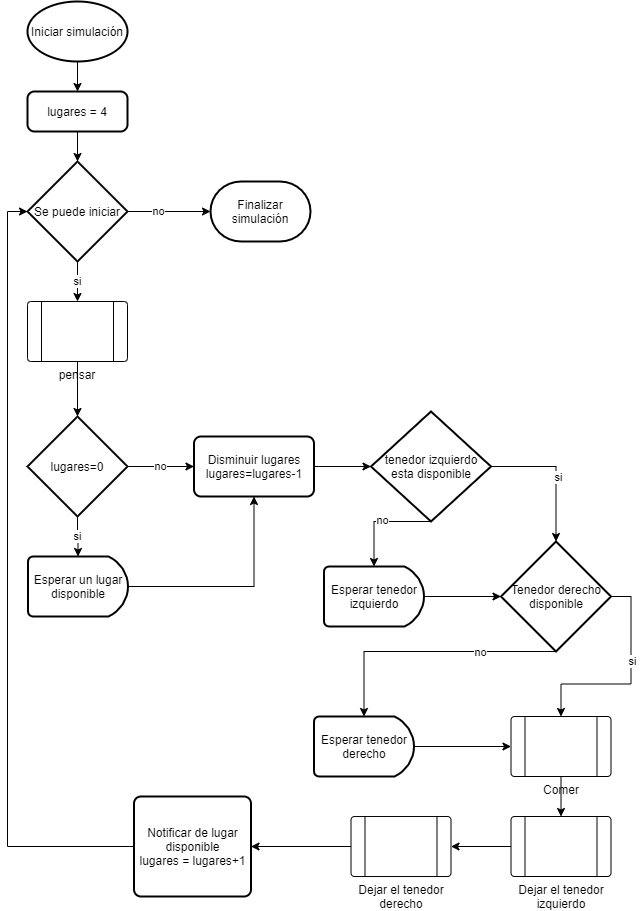 Iniciar simulación
lugares = 4
Se puede iniciar
no
Finalizar
simulación
si
pensar
lugares=0
no
Disminuir lugares
lugares=lugares-1
tenedor izquierdo
esta disponible
si
si
no
Esperar un lugar
disponible
Esperar tenedor
izquierdo
Tenedor derecho
disponible
no
si
Esperar tenedor
derecho
Comer
Notificar de lugar
disponible
lugares = lugares+1
Dejar el tenedor
derecho
Dejar el tenedor
izquierdo